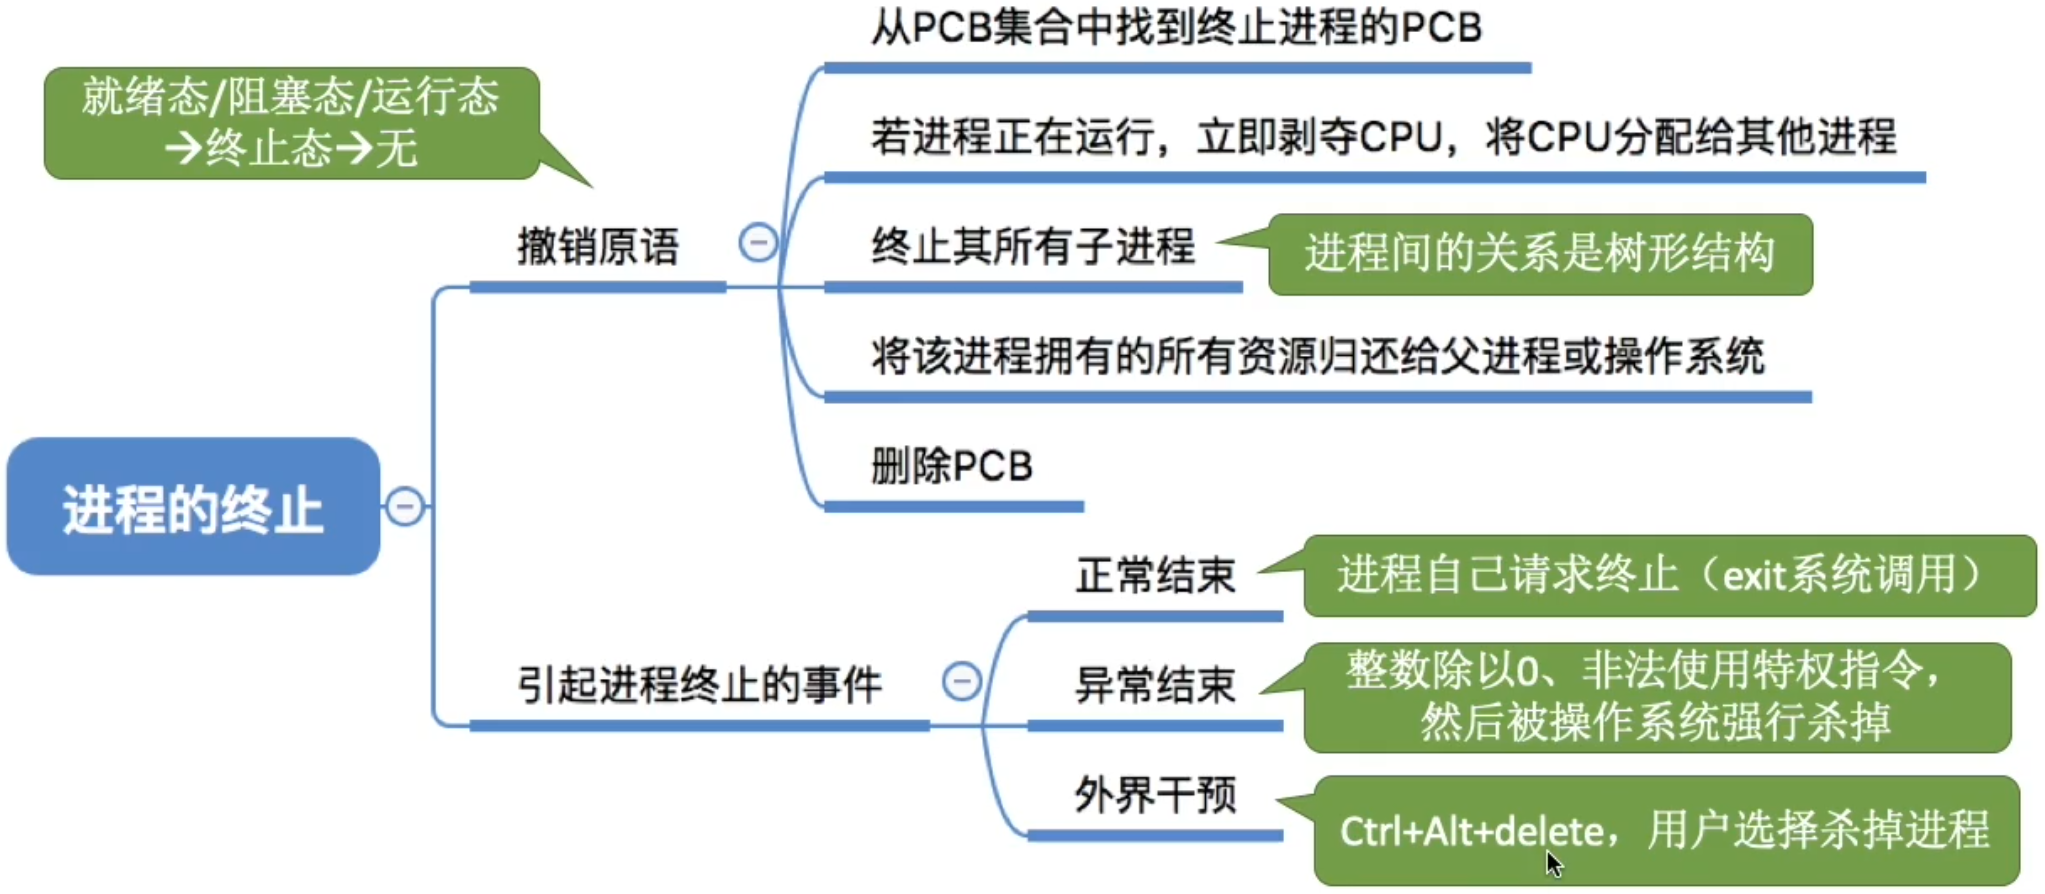 从PCB集合中找到终止进程的PCB
就绪态/阻塞态/运行态
→终止态→无
若进程正在运行，立即剥夺CPU，将CPU分配给其他进程
撤销原语
终止其所有子进程
进程间的关系是树形结构
将该进程拥有的所有资源归还给父进程或操作系统
删除PCB
进程的终止
正常结束
进程自己请求终止（exit系统调用）
引起进程终止的事件
异常结束
整数除以0、非法使用特权指令，
然后被操作系统强行杀掉
外界干预
Ctrl+Alt+delete，用户选择杀掉进程